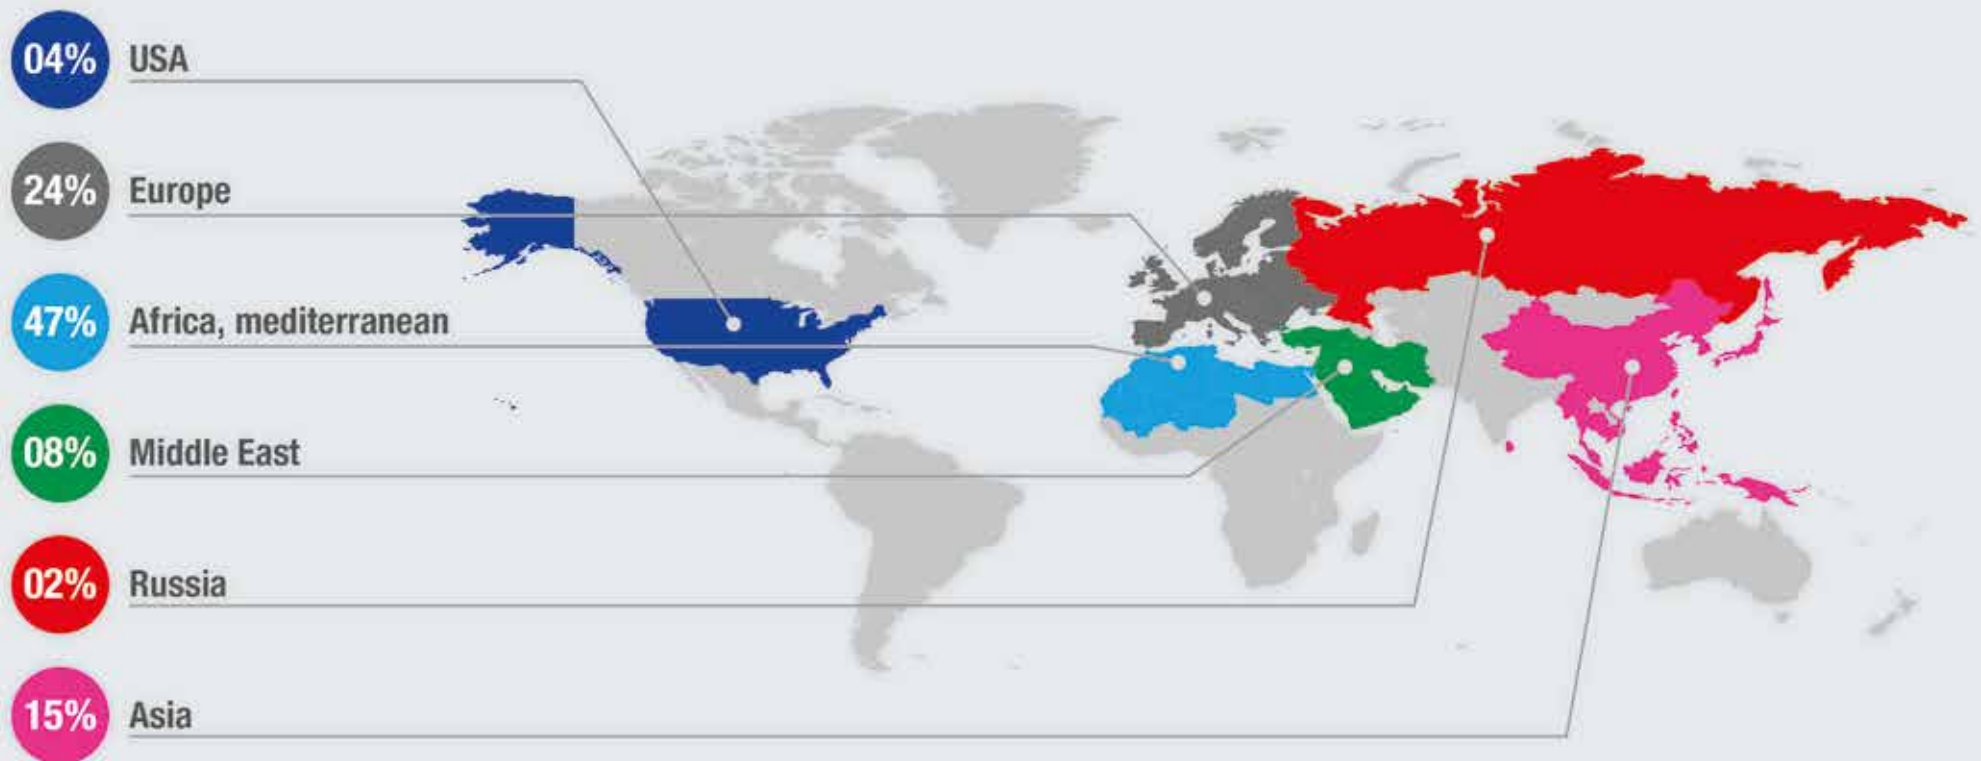 04% USA
24% Europe
47% Africa, mediterranean
08% Middle East
02% Russia
15% Asia